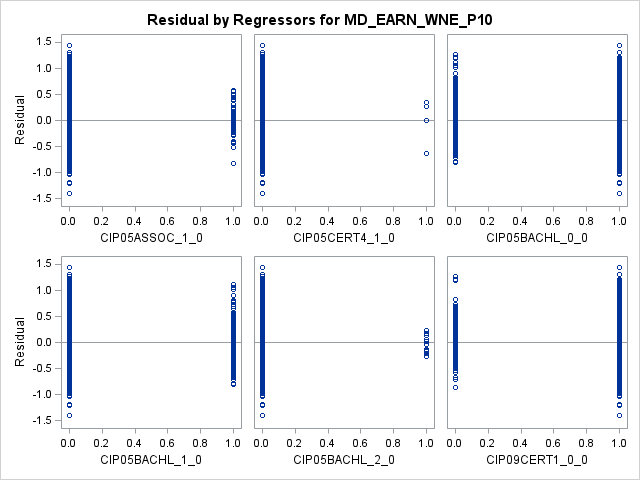 Residual by Regressors for MD_EARN_WNE_P10
1.5
1.0
0.5
0.0
-0.5
-1.0
-1.5
Residual
0.0 0.2 0.4 0.6 0.8 1.0
CIP05ASSOC_1_0
0.0 0.2 0.4 0.6 0.8 1.0
CIP05CERT4_1_0
0.0 0.2 0.4 0.6 0.8 1.0
CIP05BACHL_0_0
1.5
1.0
0.5
0.0
-0.5
-1.0
-1.5
Residual
0.0 0.2 0.4 0.6 0.8 1.0
CIP05BACHL_1_0
0.0 0.2 0.4 0.6 0.8 1.0
CIP05BACHL_2_0
0.0 0.2 0.4 0.6 0.8 1.0
CIP09CERT1_0_0